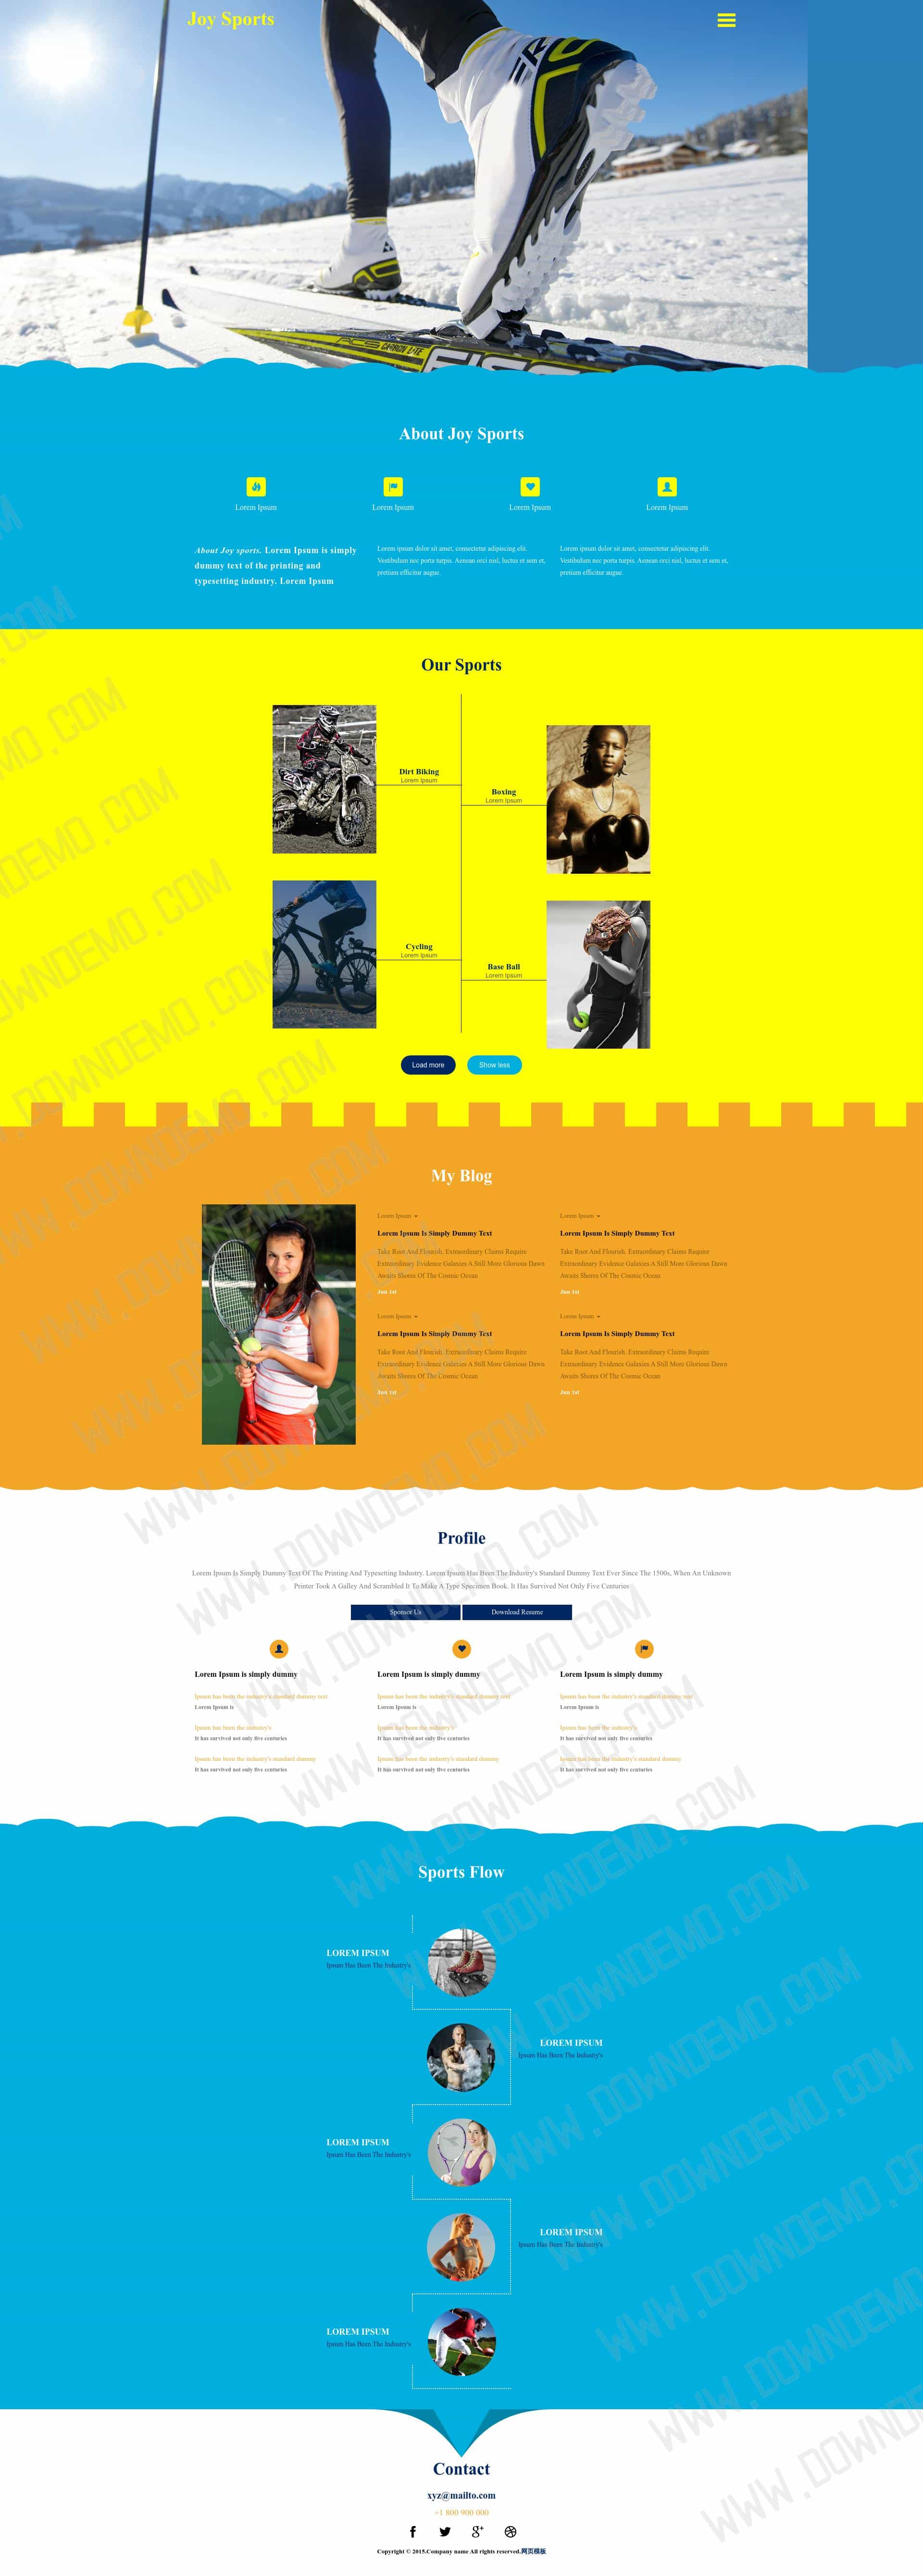 Joy Sports
About Joy Sports
Lorem Ipsum
Lorem Ipsum
Lorem Ipsum
Lorem Ipsum
About Joy sports. Lorem Ipsum is simply
dummy text of the printing and
typesetting industry. Lorem Ipsum
Lorem ipsum dolor sit amet, consectetur adipiscing elit.
Vestibulum nec porta turpis. Aenean orci nisl, luctus et sem et,
pretium efficitur augue.
Lorem ipsum dolor sit amet, consectetur adipiscing elit.
Vestibulum nec porta turpis. Aenean orci nisl, luctus et sem et,
pretium efficitur augue.
Our Sports
Dirt Biking
Lorem Ipsum
Boxing
Lorem Ipsum
Cycling
Lorem Ipsum
Base Ball
Lorem Ipsum
Load more
Show less
My Blog
Lorem Ipsum
Lorem Ipsum Is Simply Dummy Text
Take Root And Flourish. Extraordinary Claims Require
Extraordinary Evidence Galaxies A Still More Glorious Dawn
Awaits Shores Of The Cosmic Ocean
Jun 1st
Lorem Ipsum
Lorem Ipsum Is Simply Dummy Text
Take Root And Flourish. Extraordinary Claims Require
Extraordinary Evidence Galaxies A Still More Glorious Dawn
Awaits Shores Of The Cosmic Ocean
Jun 1st
Lorem Ipsum
Lorem Ipsum Is Simply Dummy Text
Take Root And Flourish. Extraordinary Claims Require
Extraordinary Evidence Galaxies A Still More Glorious Dawn
Awaits Shores Of The Cosmic Ocean
Jun 1st
Lorem Ipsum
Lorem Ipsum Is Simply Dummy Text
Take Root And Flourish. Extraordinary Claims Require
Extraordinary Evidence Galaxies A Still More Glorious Dawn
Awaits Shores Of The Cosmic Ocean
Jun 1st
Profile
Lorem Ipsum Is Simply Dummy Text Of The Printing And Typesetting Industry. Lorem Ipsum Has Been The Industry's Standard Dummy Text Ever Since The 1500s, When An Unknown
Printer Took A Galley And Scrambled It To Make A Type Specimen Book. It Has Survived Not Only Five Centuries
Sponser Us
Download Resume
Lorem Ipsum is simply dummy
Ipsum has been the industry's standard dummy text
Lorem Ipsum is
Ipsum has been the industry's
It has survived not only five centuries
Ipsum has been the industry's standard dummy
It has survived not only five centuries
Lorem Ipsum is simply dummy
Ipsum has been the industry's standard dummy text
Lorem Ipsum is
Ipsum has been the industry's
It has survived not only five centuries
Ipsum has been the industry's standard dummy
It has survived not only five centuries
Lorem Ipsum is simply dummy
Ipsum has been the industry's standard dummy text
Lorem Ipsum is
Ipsum has been the industry's
It has survived not only five centuries
Ipsum has been the industry's standard dummy
It has survived not only five centuries
Sports Flow
LOREM IPSUM
Ipsum Has Been The Industry's
LOREM IPSUM
Ipsum Has Been The Industry's
LOREM IPSUM
Ipsum Has Been The Industry's
LOREM IPSUM
Ipsum Has Been The Industry's
LOREM IPSUM
Ipsum Has Been The Industry's
Contact
xyz@mailto.com
+1 800 900 000
Copyright © 2015.Company name All rights reserved.网页模板
WWW.DOWNDEMO.COM